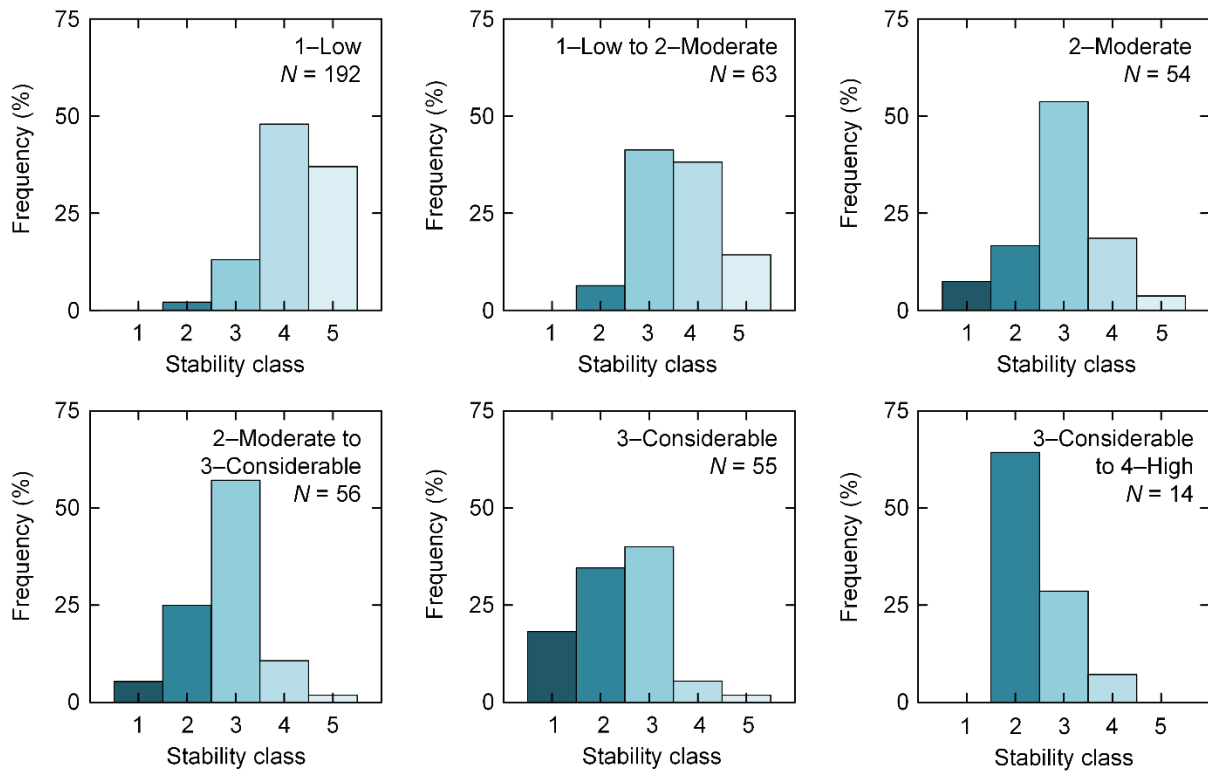 75
50
25
0
Frequency (%)
1–Low
N = 192
1 2 3 4 5
Stability class
75
50
25
0
Frequency (%)
1–Low to 2–Moderate
N = 63
1 2 3 4 5
Stability class
75
50
25
0
Frequency (%)
2–Moderate
N = 54
1 2 3 4 5
Stability class
75
50
25
0
Frequency (%)
2–Moderate to
3–Considerable
N = 56
1 2 3 4 5
Stability class
75
50
25
0
Frequency (%)
3–Considerable
N = 55
1 2 3 4 5
Stability class
75
50
25
0
Frequency (%)
3–Considerable
to 4–High
N = 14
1 2 3 4 5
Stability class